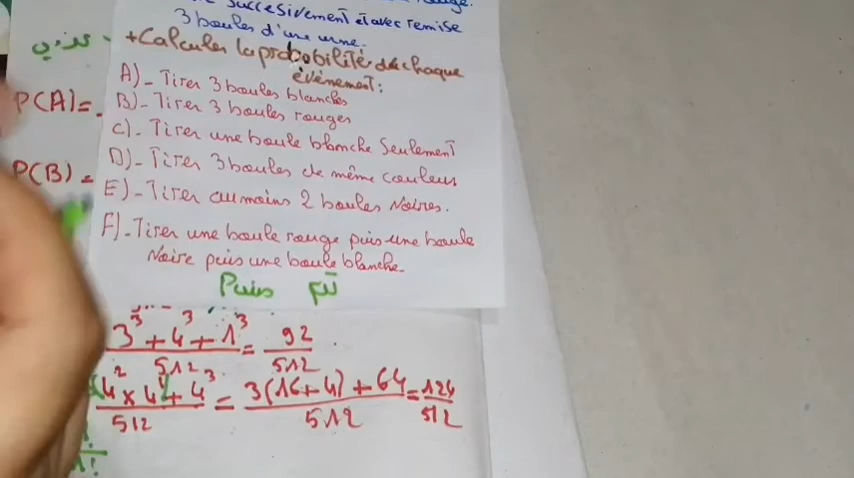 succesivement et avec remise
3 boules d'une urne.
+Calculer la probabilité de chaque
évènement:
A)_ Tirer 3 boules blanches
P(A)=
B)_ Tirer 3 boules rouges
C)_ Tirer une boule blanche Seulement
D)_ Tirer 3 boules de même couleur
P(B) =
E)_ Tirer au moins 2 boules Noires.
F)_ Tirer une boule rouge puis une boule
Noire puis une boule blanche.
Puis ثم
3³ + 4³ + 1³ / 512 = 92 / 512
4² × 4 + 4³ / 512 = 3(16+4) + 64 / 512 = 124 / 512